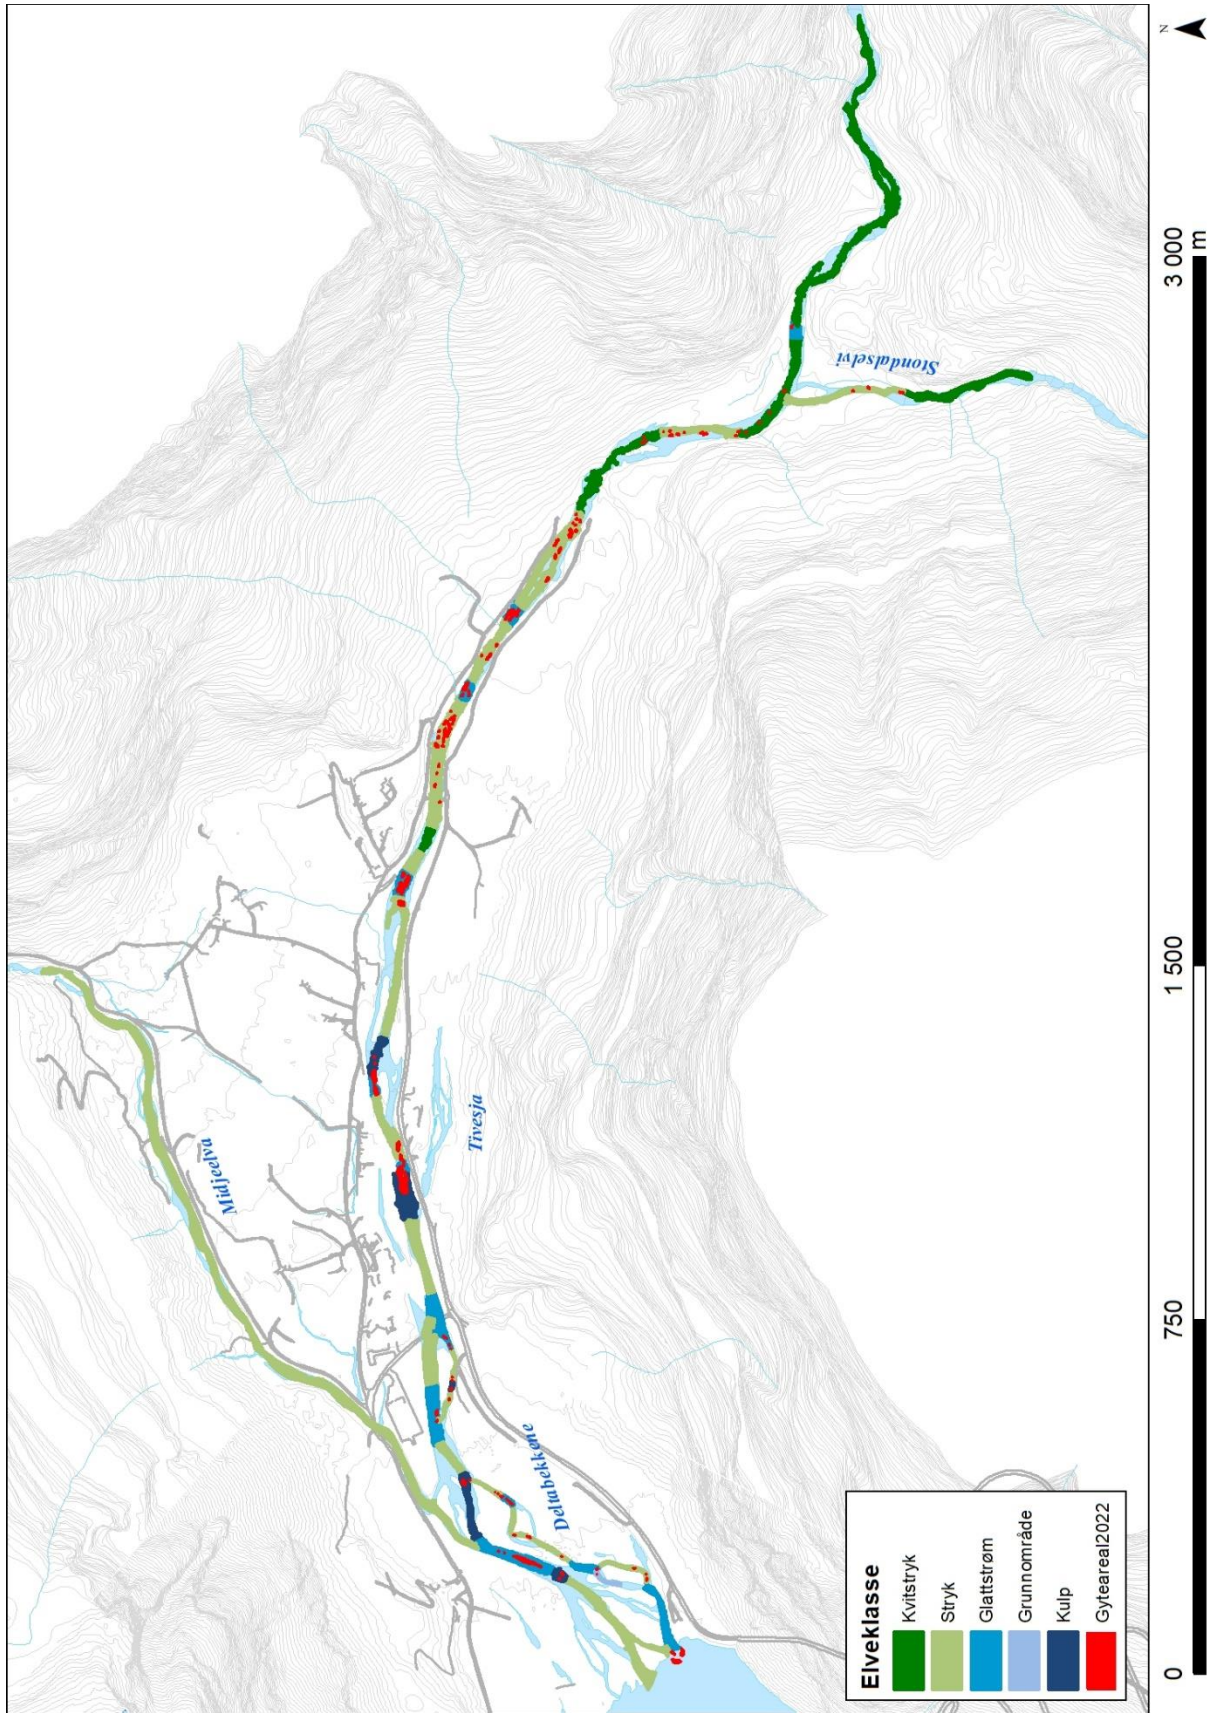 Midjeelva
Tivesja
Deltabekkene
Stondalselvi
Elveklasse
Kvitstryk
Stryk
Glattstrøm
Grunnområde
Kulp
Gyteareal2022
0
750
1 500
3 000
m
N